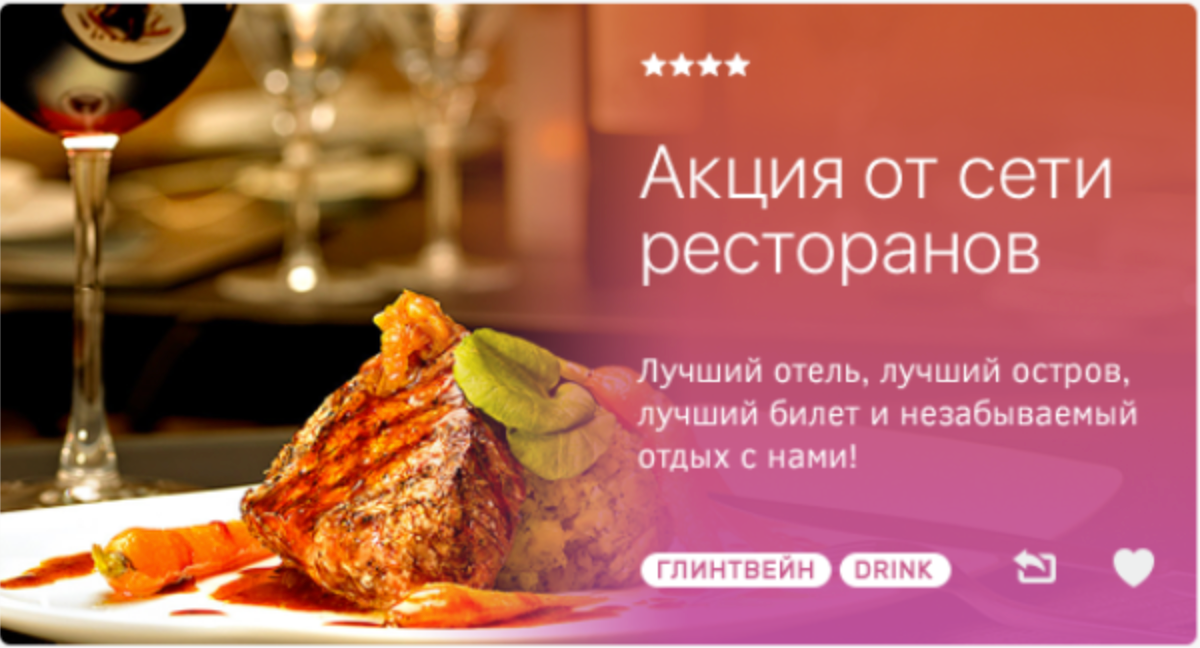 Акция от сети
ресторанов
Лучший отель, лучший остров,
лучший билет и незабываемый
отдых с нами!
ГЛИНТВЕЙН DRINK